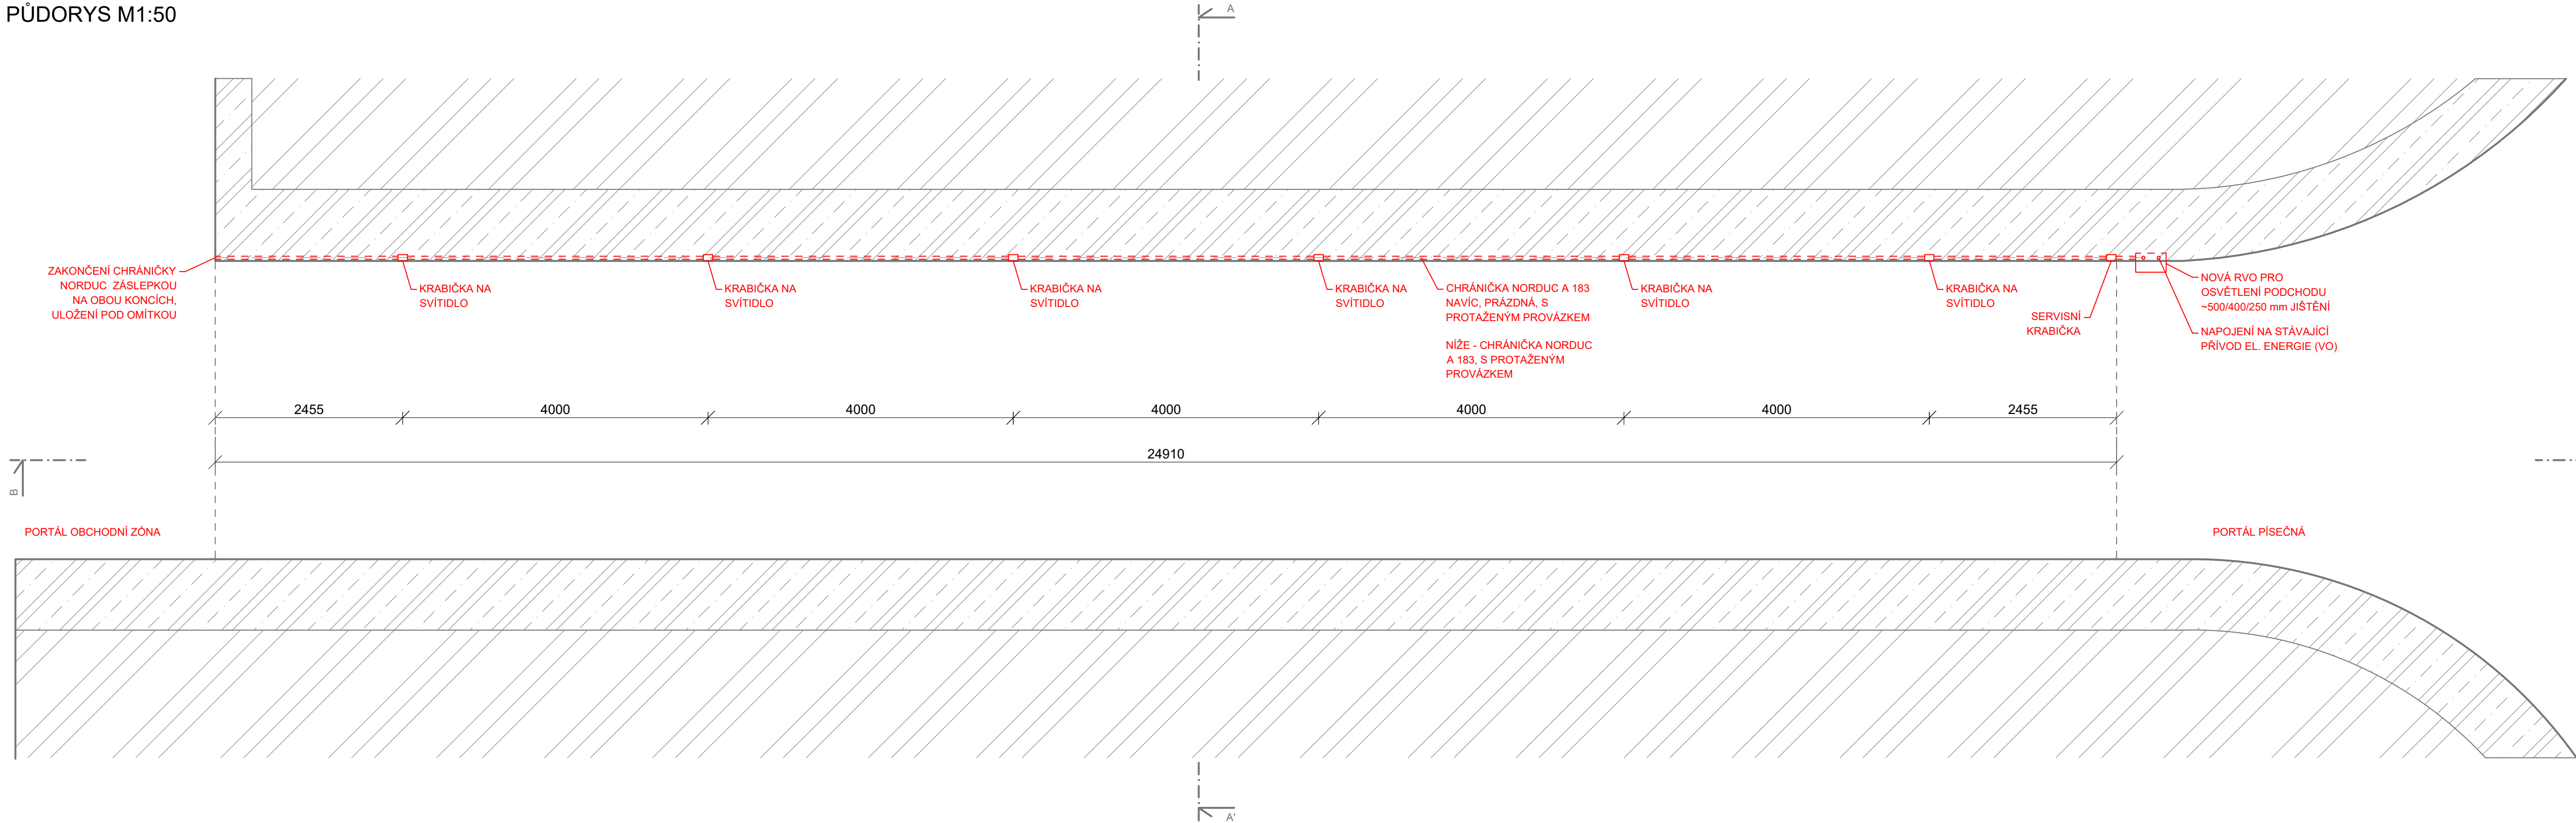 PŮDORYS M1:50
A
ZAKONČENÍ CHRÁNIČKY
NORDUC ZÁSLEPKOU
NA OBOU KONCÍCH,
ULOŽENÍ POD OMÍTKOU
KRABIČKA NA
SVÍTIDLO
KRABIČKA NA
SVÍTIDLO
KRABIČKA NA
SVÍTIDLO
KRABIČKA NA
SVÍTIDLO
CHRÁNIČKA NORDUC A 183
NAVÍC, PRÁZDNÁ, S
PROTAŽENÝM PROVÁZKEM
NÍŽE - CHRÁNIČKA NORDUC
A 183, S PROTAŽENÝM
PROVÁZKEM
KRABIČKA NA
SVÍTIDLO
KRABIČKA NA
SVÍTIDLO
SERVISNÍ
KRABIČKA
NOVÁ RVO PRO
OSVĚTLENÍ PODCHODU
~500/400/250 mm JIŠTĚNÍ
NAPOJENÍ NA STÁVAJÍCÍ
PŘÍVOD EL. ENERGIE (VO)
2455
4000
4000
4000
4000
4000
2455
24910
B
PORTÁL OBCHODNÍ ZÓNA
PORTÁL PÍSEČNÁ
A'